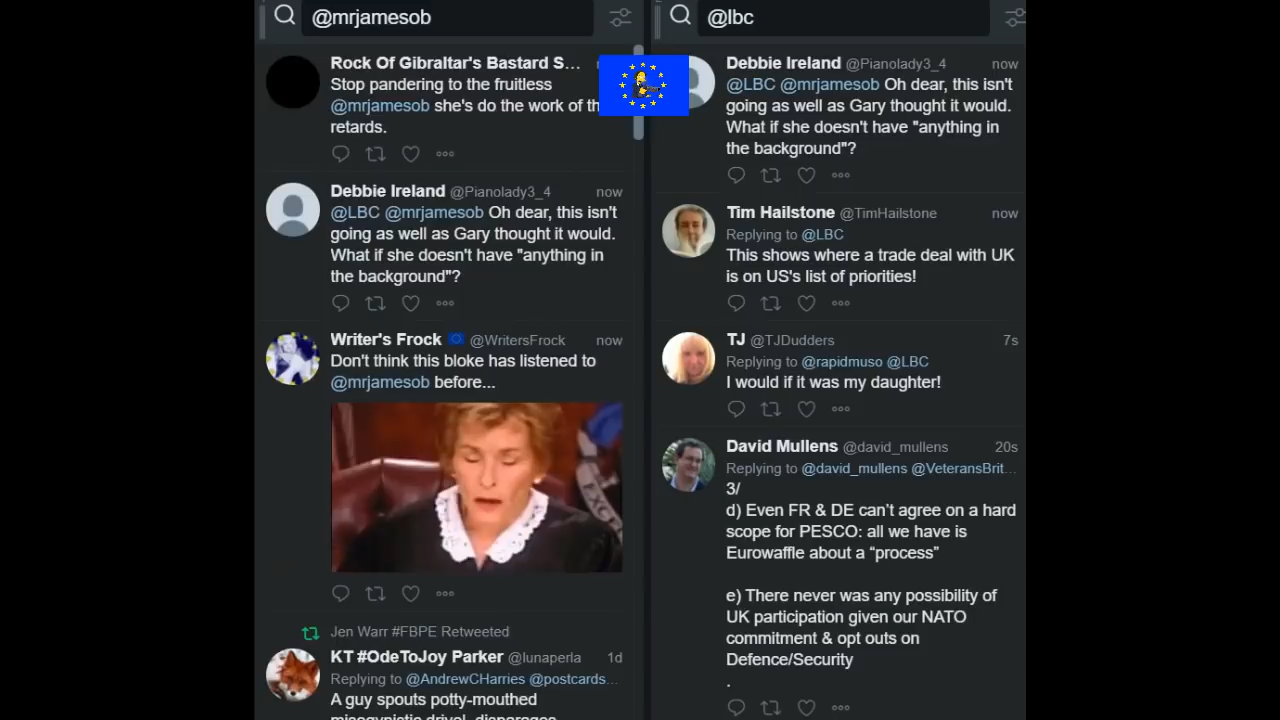 @mrjamesob
Rock Of Gibraltar's Bastard S...
Stop pandering to the fruitless
@mrjamesob she's do the work of th
retards.
Debbie Ireland @Pianolady3_4 now
@LBC @mrjamesob Oh dear, this isn't
going as well as Gary thought it would.
What if she doesn't have "anything in
the background"?
Writer's Frock @WritersFrock now
Don't think this bloke has listened to
@mrjamesob before...
Jen Warr #FBPE Retweeted
KT #OdeToJoy Parker @lunaperla 1d
Replying to @AndrewCHarries @postcards...
A guy spouts potty-mouthed
misogynistic drivel, disparages
@lbc
Debbie Ireland @Pianolady3_4 now
@LBC @mrjamesob Oh dear, this isn't
going as well as Gary thought it would.
What if she doesn't have "anything in
the background"?
Tim Hailstone @TimHailstone now
Replying to @LBC
This shows where a trade deal with UK
is on US's list of priorities!
TJ @TJDudders 7s
Replying to @rapidmuso @LBC
I would if it was my daughter!
David Mullens @david_mullens 20s
Replying to @david_mullens @VeteransBrit...
3/
d) Even FR & DE can't agree on a hard
scope for PESCO: all we have is
Eurowaffle about a “process”
e) There never was any possibility of
UK participation given our NATO
commitment & opt outs on
Defence/Security
.